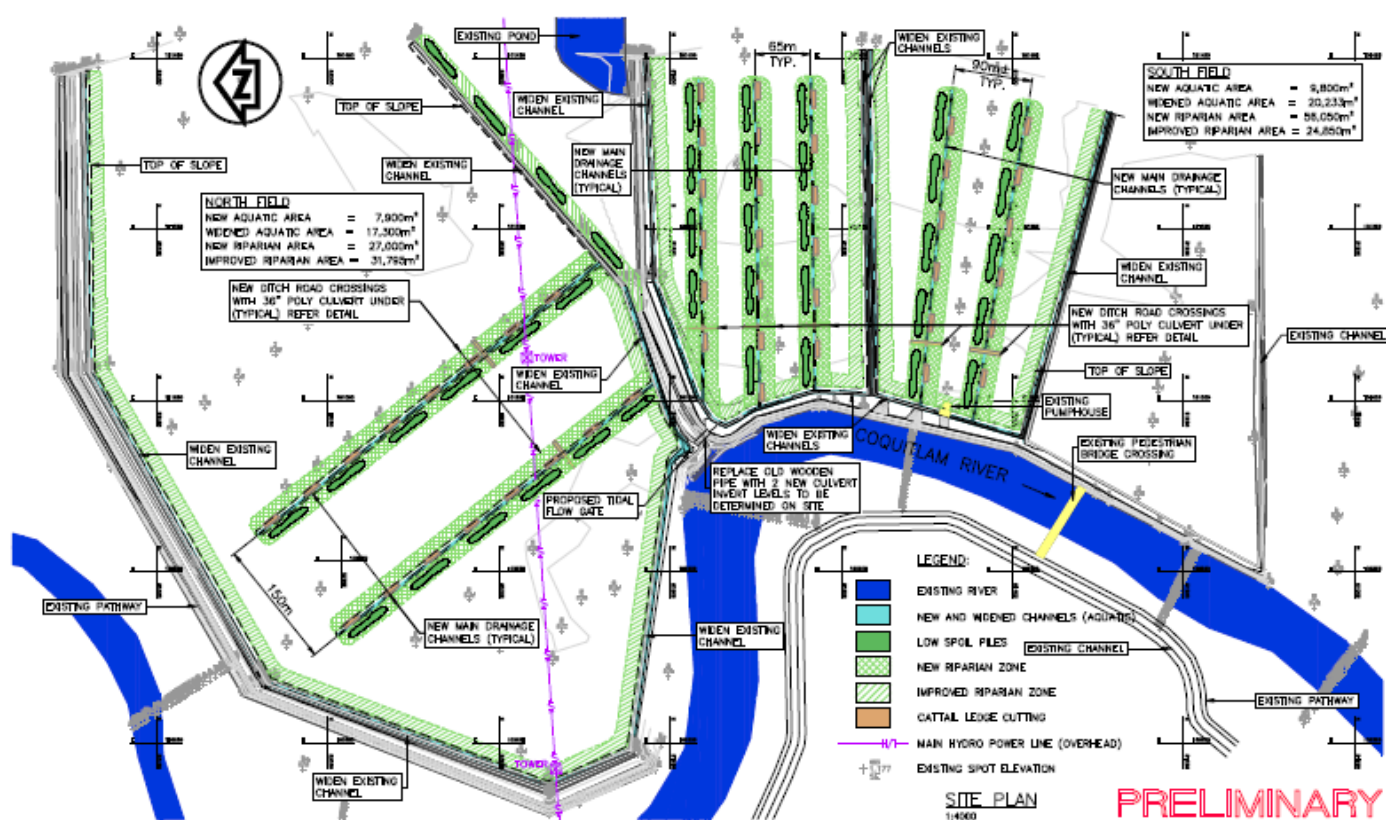 EXISTING POND
WIDEN EXISTING
CHANNELS
65m
TYP.
90m±
TYP.
SOUTH FIELD
NEW AQUATIC AREA = 9,800m²
WIDENED AQUATIC AREA = 20,233m²
NEW RIPARIAN AREA = 56,050m²
IMPROVED RIPARIAN AREA = 24,850m²
Z
TOP OF SLOPE
WIDEN EXISTING
CHANNEL
TOP OF SLOPE
WIDEN EXISTING
CHANNEL
NEW MAIN
DRAINAGE
CHANNELS
(TYPICAL)
NEW MAIN DRAINAGE
CHANNELS (TYPICAL)
NORTH FIELD
NEW AQUATIC AREA = 7,900m²
WIDENED AQUATIC AREA = 17,300m²
NEW RIPARIAN AREA = 27,000m²
IMPROVED RIPARIAN AREA = 31,795m²
WIDEN EXISTING
CHANNEL
NEW DITCH ROAD CROSSINGS
WITH 36" POLY CULVERT UNDER
(TYPICAL) REFER DETAIL
NEW DITCH ROAD CROSSINGS
WITH 36" POLY CULVERT UNDER
(TYPICAL) REFER DETAIL
EXISTING CHANNEL
TOWER
WIDEN EXISTING
CHANNEL
TOP OF SLOPE
EXISTING
PUMPHOUSE
WIDEN EXISTING
CHANNEL
WIDEN EXISTING
CHANNELS
COQUITLAM RIVER
EXISTING PEDESTRIAN
BRIDGE CROSSING
PROPOSED TIDAL
FLOW GATE
REPLACE OLD WOODEN
PIPE WITH 2 NEW CULVERT
INVERT LEVELS TO BE
DETERMINED ON SITE
150m
EXISTING PATHWAY
NEW MAIN DRAINAGE
CHANNELS (TYPICAL)
WIDEN EXISTING
CHANNEL
LEGEND:
EXISTING RIVER
NEW AND WIDENED CHANNELS (AQUATIC)
LOW SPOIL PILES
NEW RIPARIAN ZONE
IMPROVED RIPARIAN ZONE
CATTAIL LEDGE CUTTING
H/T MAIN HYDRO POWER LINE (OVERHEAD)
EXISTING SPOT ELEVATION
EXISTING CHANNEL
EXISTING PATHWAY
TOWER
WIDEN EXISTING
CHANNEL
SITE PLAN
1:4000
PRELIMINARY